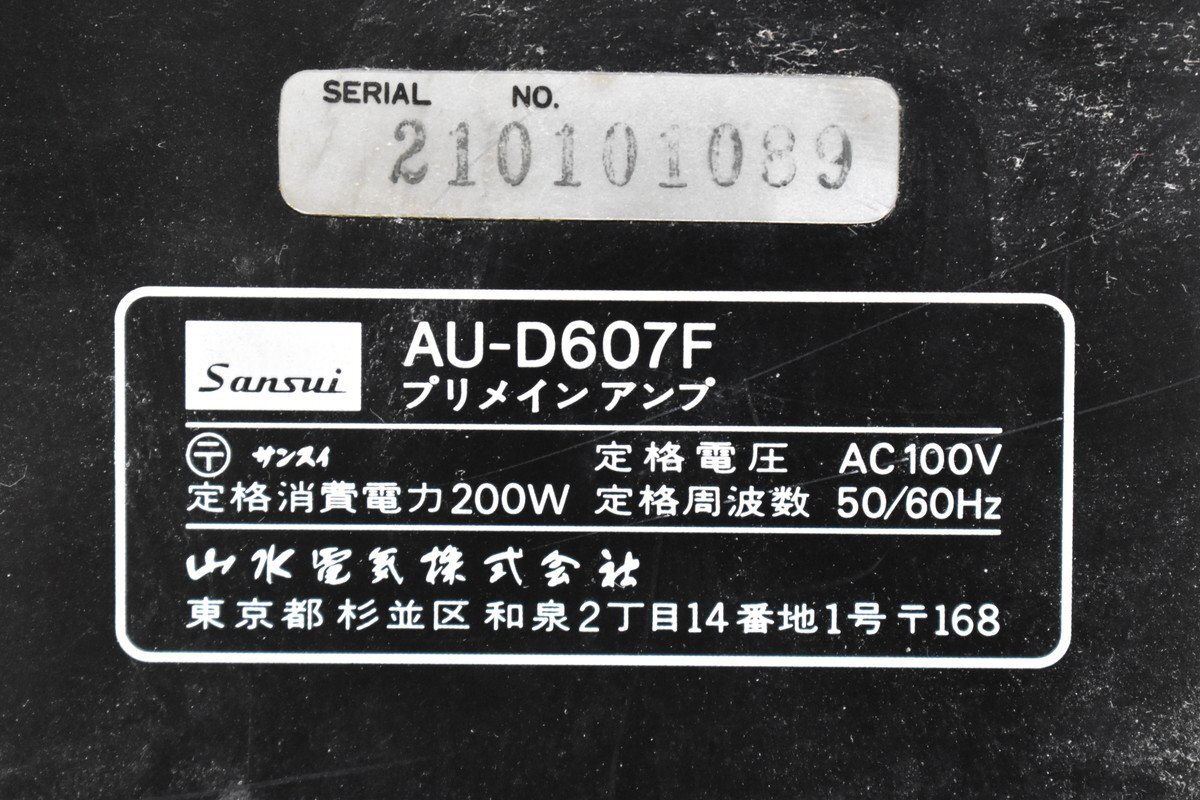 SERIAL NO.
210101089
Sansui
AU-D607F
プリメインアンプ
〒 サンスイ 定格電圧 AC100V
定格消費電力200W 定格周波数 50/60Hz
山水電気株式会社
東京都 杉並区 和泉2丁目14番地1号 〒168